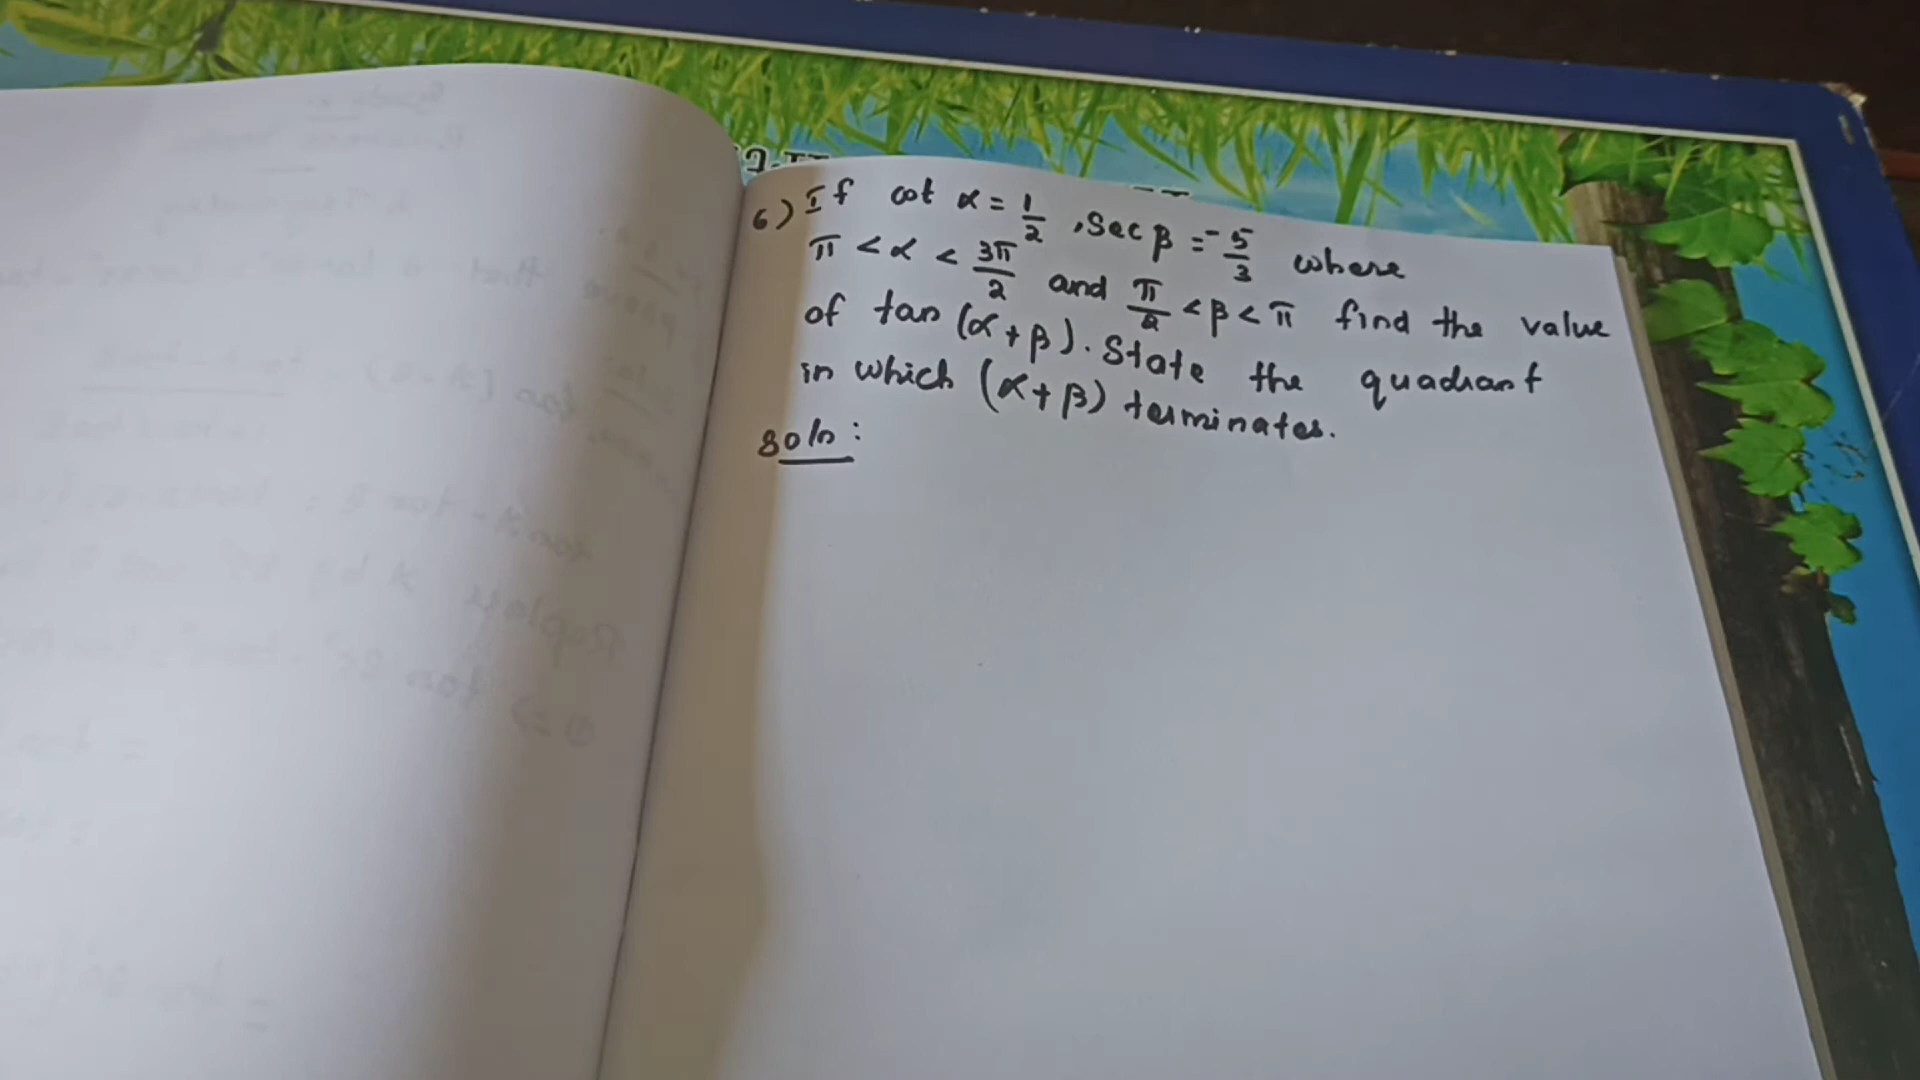 6) If cot α = 1/2 , Sec β = -5/3 where
π < α < 3π/2 and π/2 < β < π find the value
of tan (α + β). State the quadrant
in which (α + β) terminates.
Soln :